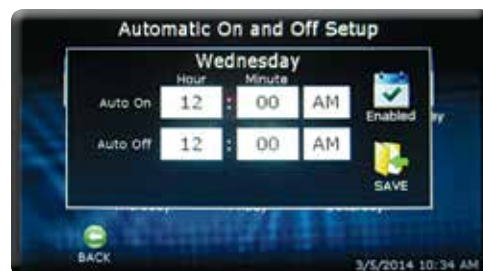 Automatic On and Off Setup
Wednesday
Hour Minute
Auto On 12 : 00 AM
Enabled
Auto Off 12 : 00 AM
SAVE
BACK
3/5/2014 10:34 AM